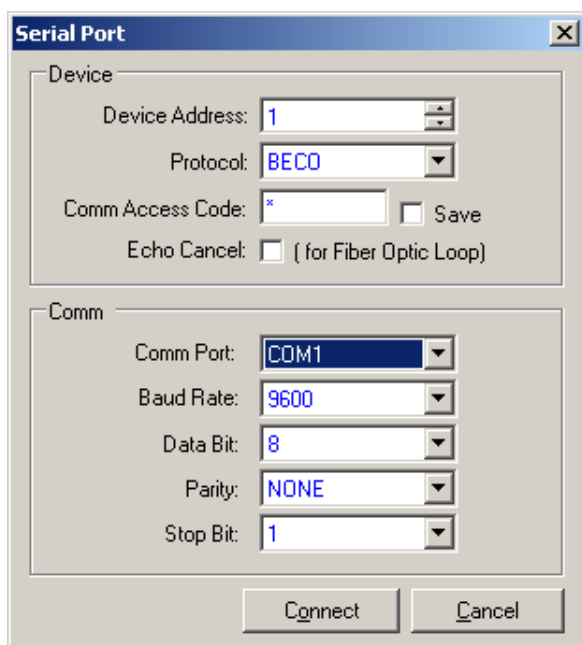 Serial Port
Device
Device Address: 1
Protocol: BECO
Comm Access Code: * Save
Echo Cancel: ( for Fiber Optic Loop)
Comm
Comm Port: COM1
Baud Rate: 9600
Data Bit: 8
Parity: NONE
Stop Bit: 1
Connect Cancel